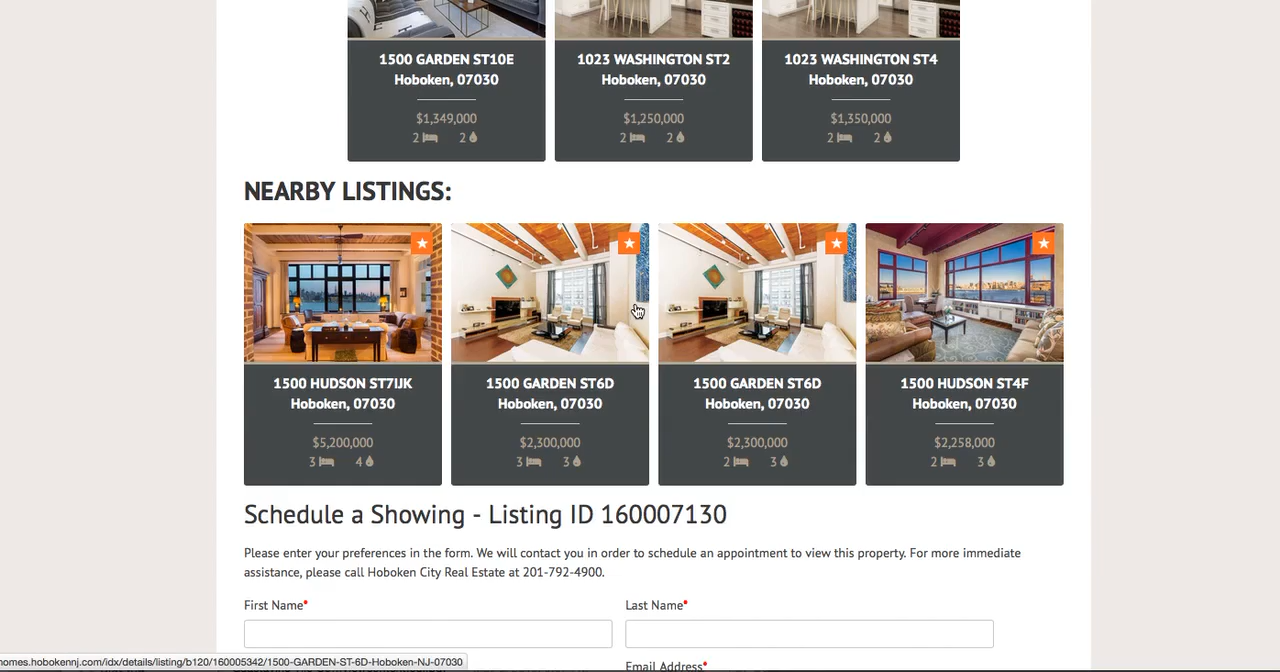 1500 GARDEN ST10E
Hoboken, 07030
$1,349,000
2 2
1023 WASHINGTON ST2
Hoboken, 07030
$1,250,000
2 2
1023 WASHINGTON ST4
Hoboken, 07030
$1,350,000
2 2
NEARBY LISTINGS:
1500 HUDSON ST7IJK
Hoboken, 07030
$5,200,000
3 4
1500 GARDEN ST6D
Hoboken, 07030
$2,300,000
3 3
1500 GARDEN ST6D
Hoboken, 07030
$2,300,000
2 3
1500 HUDSON ST4F
Hoboken, 07030
$2,258,000
2 3
Schedule a Showing - Listing ID 160007130
Please enter your preferences in the form. We will contact you in order to schedule an appointment to view this property. For more immediate
assistance, please call Hoboken City Real Estate at 201-792-4900.
First Name*
Last Name*
Email Address*
homes.hobokennj.com/idx/details/listing/b120/160005342/1500-GARDEN-ST-6D-Hoboken-NJ-07030